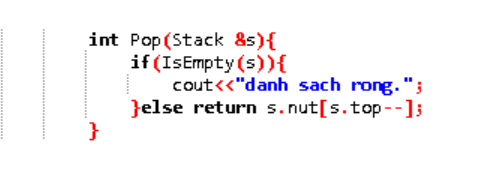 int Pop(Stack &s){
if(IsEmpty(s)){
cout<<"danh sach rong.";
}else return s.nut[s.top--];
}